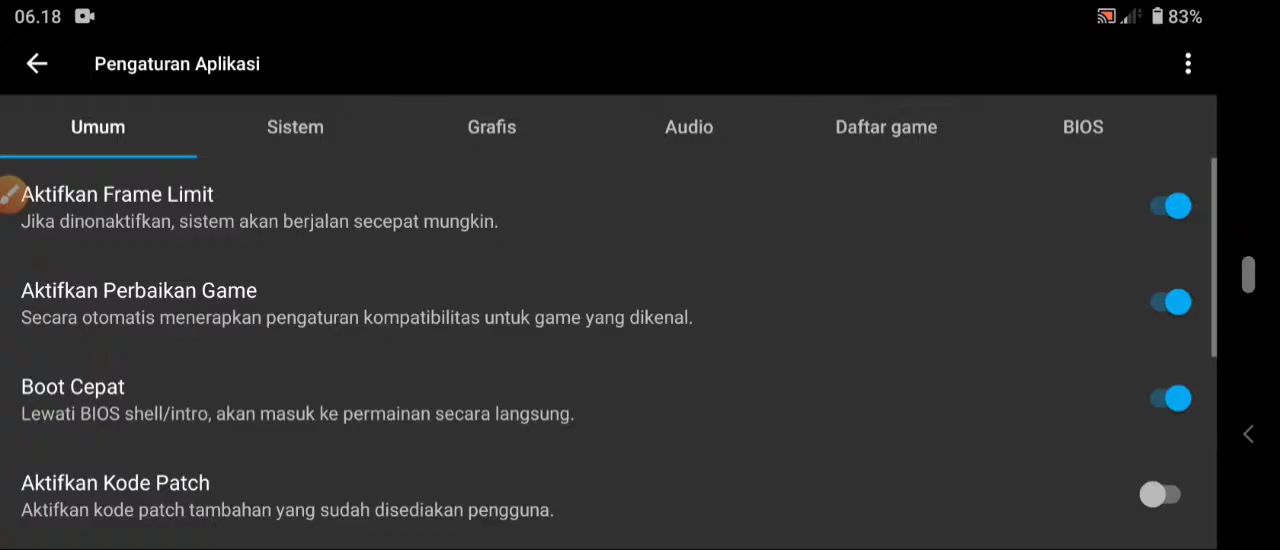 06.18
83%
Pengaturan Aplikasi
Umum
Sistem
Grafis
Audio
Daftar game
BIOS
Aktifkan Frame Limit
Jika dinonaktifkan, sistem akan berjalan secepat mungkin.
Aktifkan Perbaikan Game
Secara otomatis menerapkan pengaturan kompatibilitas untuk game yang dikenal.
Boot Cepat
Lewati BIOS shell/intro, akan masuk ke permainan secara langsung.
Aktifkan Kode Patch
Aktifkan kode patch tambahan yang sudah disediakan pengguna.